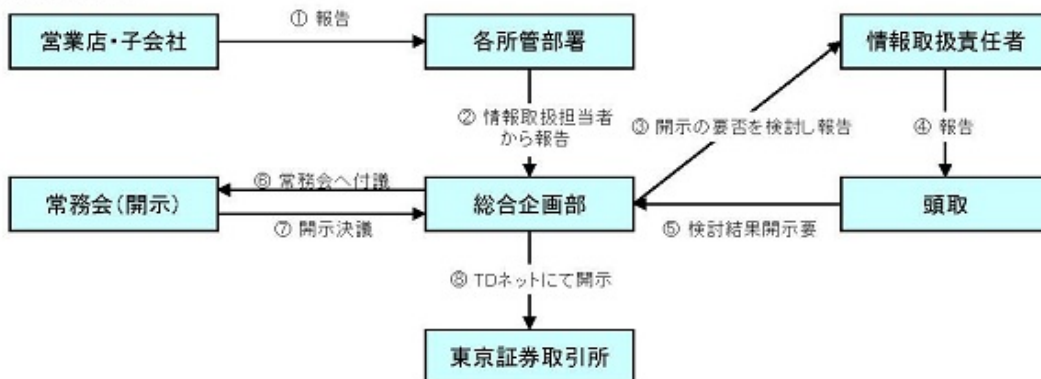 ① 報告
営業店・子会社
各所管部署
情報取扱責任者
② 情報取扱担当者
から報告
③ 開示の要否を検討し報告
④ 報告
⑥ 常務会へ付議
常務会(開示)
総合企画部
頭取
⑦ 開示決議
⑤ 検討結果開示要
⑧ TDネットにて開示
東京証券取引所